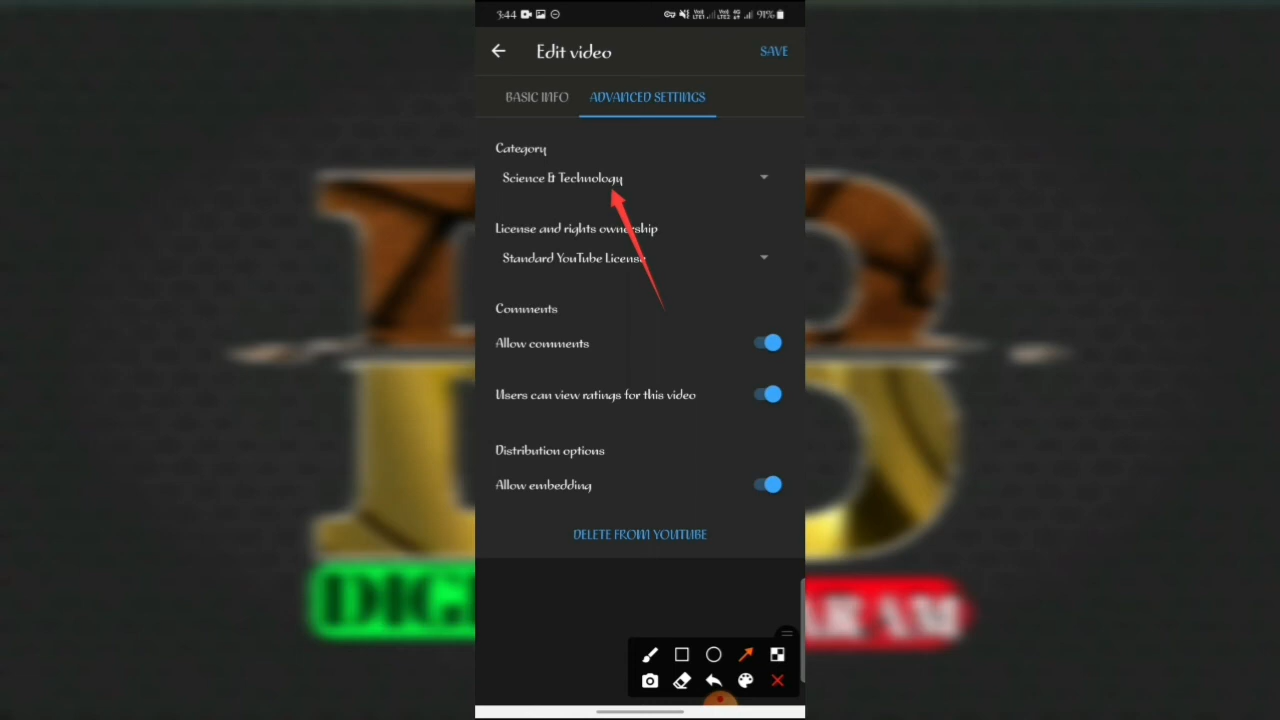 3:44
91%
Edit video
SAVE
BASIC INFO
ADVANCED SETTINGS
Category
Science & Technology
License and rights ownership
Standard YouTube License
Comments
Allow comments
Users can view ratings for this video
Distribution options
Allow embedding
DELETE FROM YOUTUBE
ARAM